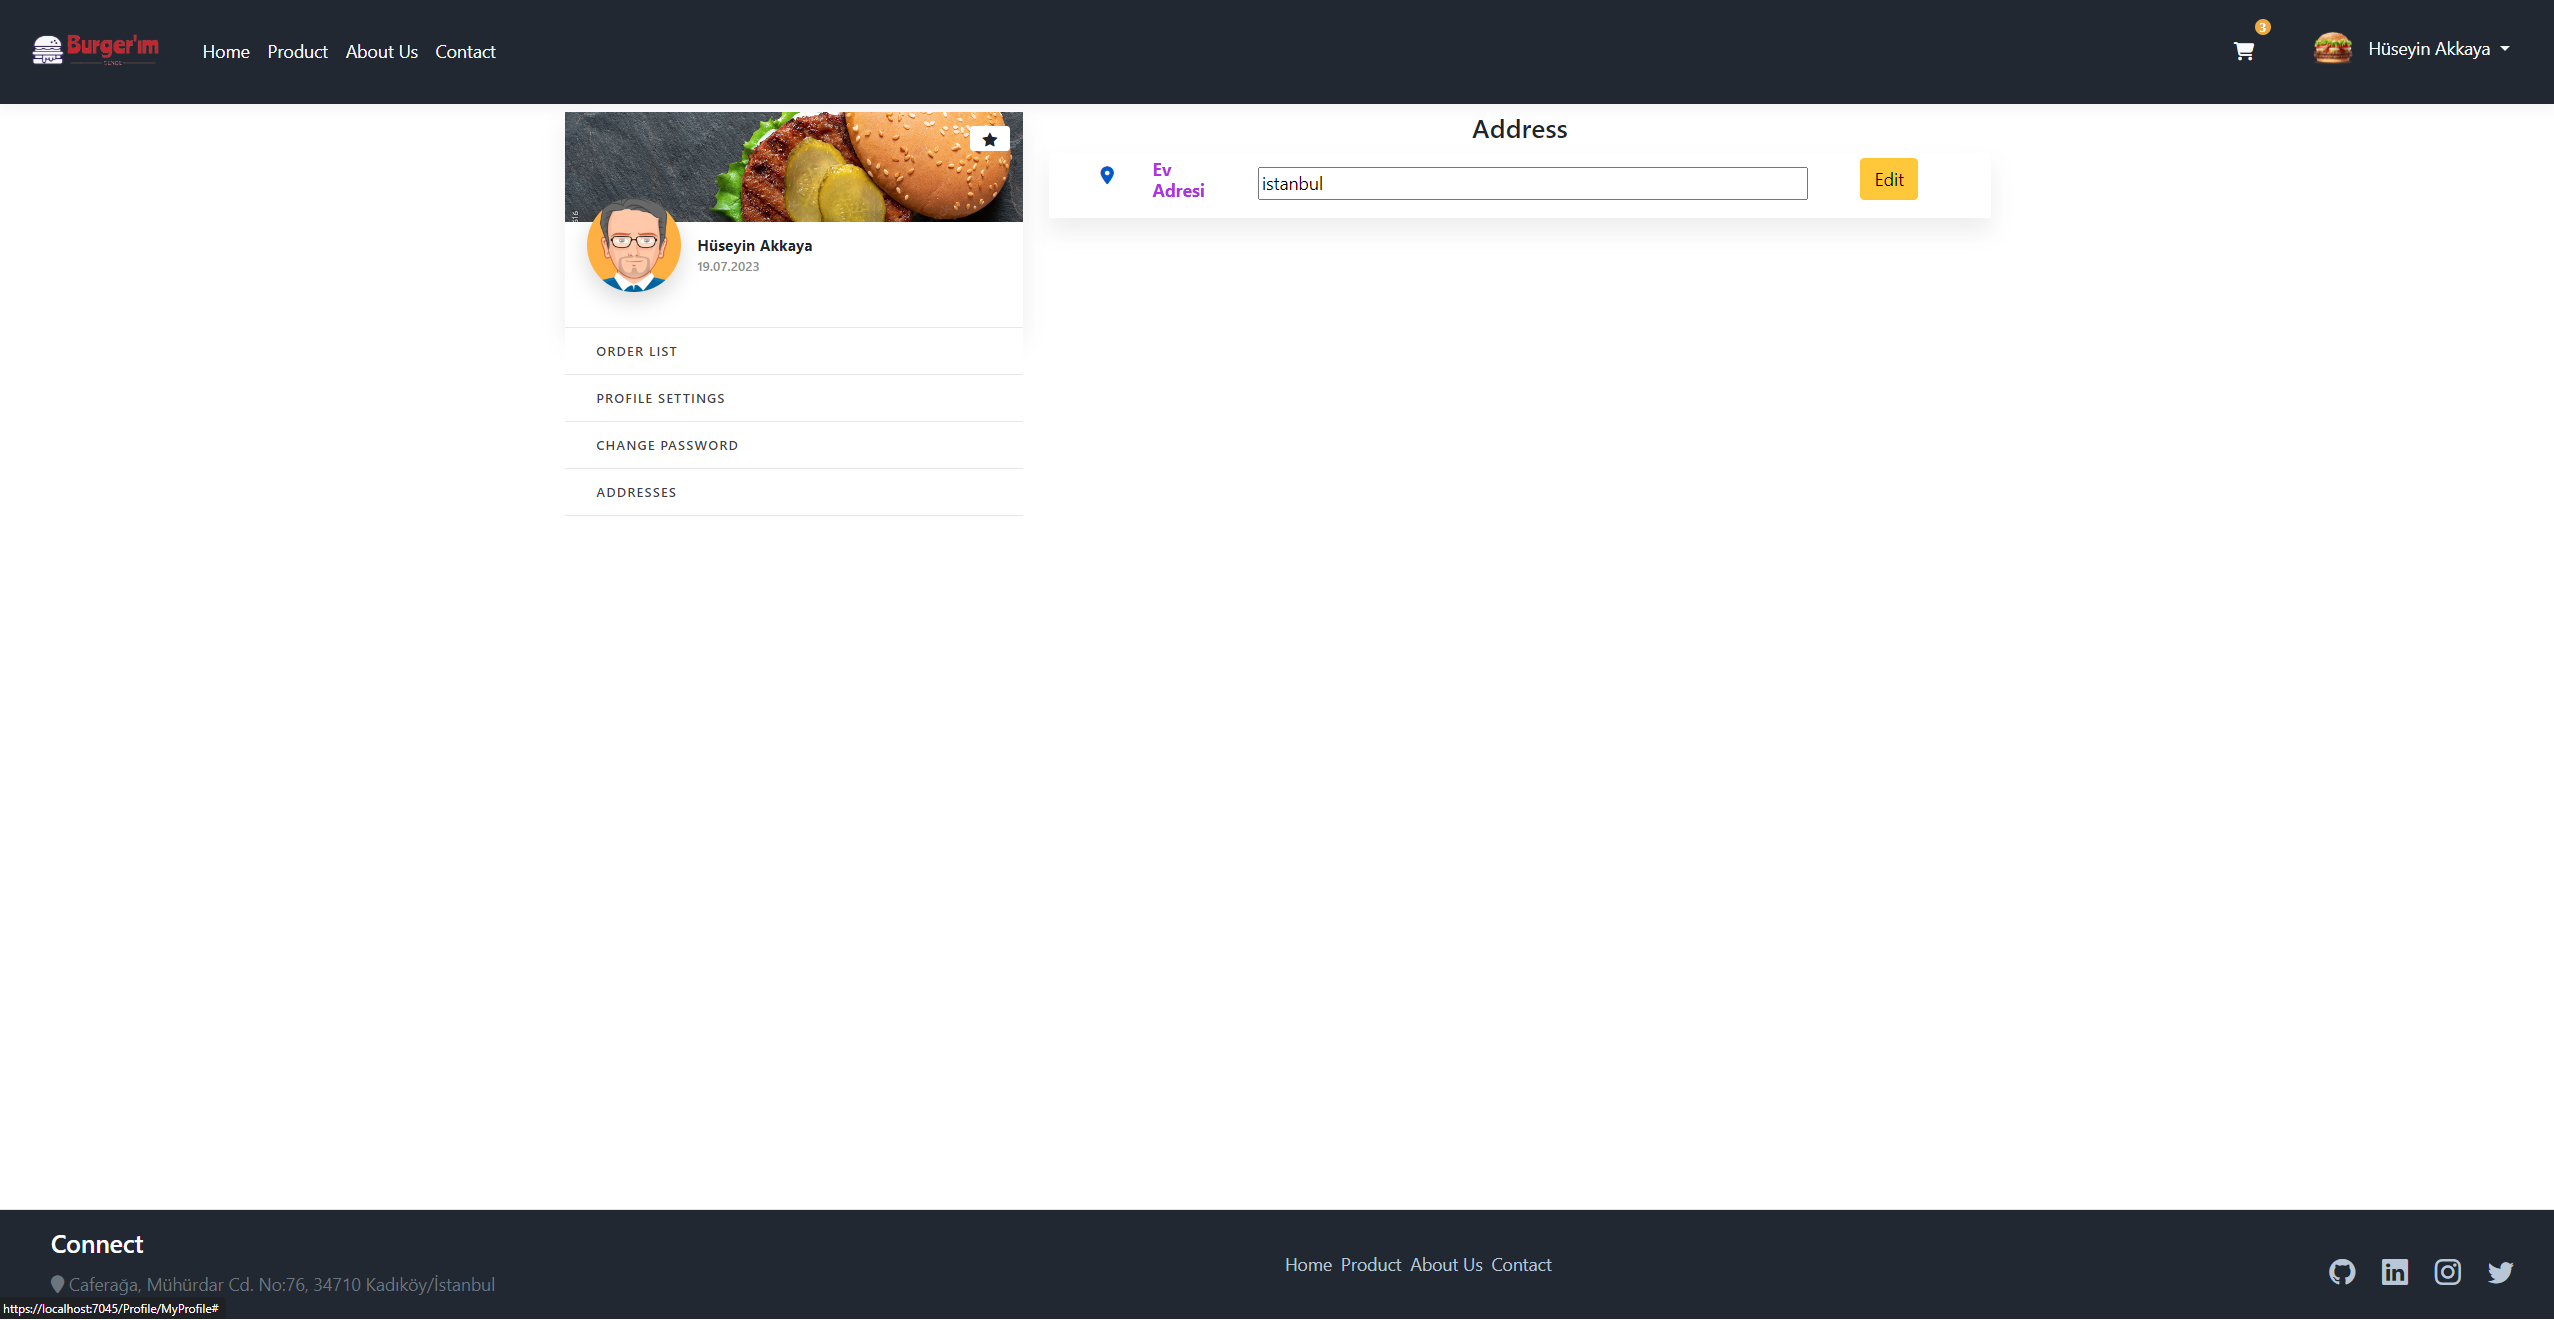 Burger'ım
Home Product About Us Contact
3
Hüseyin Akkaya
Address
Ev
Adresi
istanbul
Edit
Hüseyin Akkaya
19.07.2023
ORDER LIST
PROFILE SETTINGS
CHANGE PASSWORD
ADDRESSES
Connect
Caferağa, Mühürdar Cd. No:76, 34710 Kadıköy/İstanbul
Home Product About Us Contact
https://localhost:7045/Profile/MyProfile#